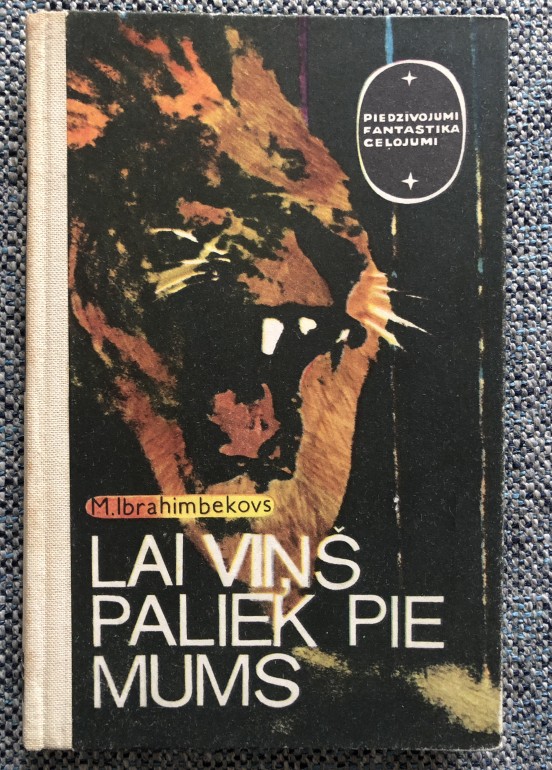 PIEDZĪVOJUMI
FANTASTIKA
CEĻOJUMI
M.Ibrahimbekovs
LAI VIŅŠ
PALIEK PIE
MUMS